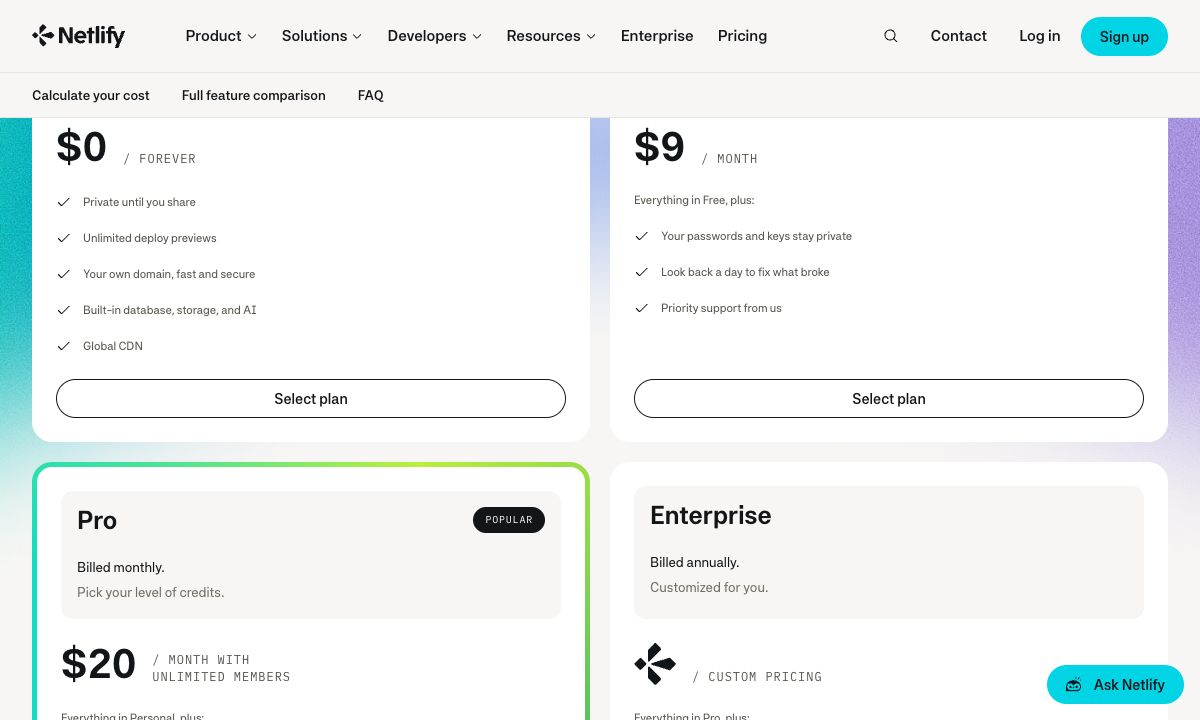 Netlify
Product
Solutions
Developers
Resources
Enterprise
Pricing
Contact
Log in
Sign up
Calculate your cost
Full feature comparison
FAQ
$0 / FOREVER
Private until you share
Unlimited deploy previews
Your own domain, fast and secure
Built-in database, storage, and AI
Global CDN
Select plan
$9 / MONTH
Everything in Free, plus:
Your passwords and keys stay private
Look back a day to fix what broke
Priority support from us
Select plan
Pro
POPULAR
Billed monthly.
Pick your level of credits.
$20 / MONTH WITH
UNLIMITED MEMBERS
Everything in Personal, plus:
Enterprise
Billed annually.
Customized for you.
/ CUSTOM PRICING
Everything in Pro, plus:
Ask Netlify